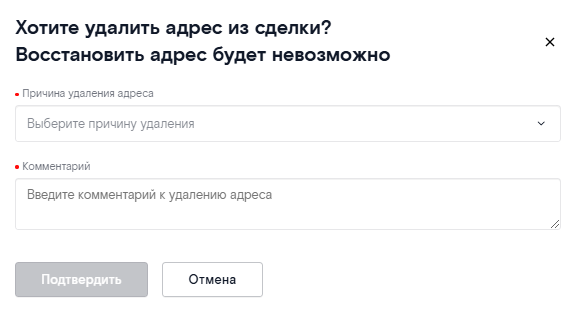 Хотите удалить адрес из сделки?
Восстановить адрес будет невозможно
Причина удаления адреса
Выберите причину удаления
Комментарий
Введите комментарий к удалению адреса
Подтвердить
Отмена